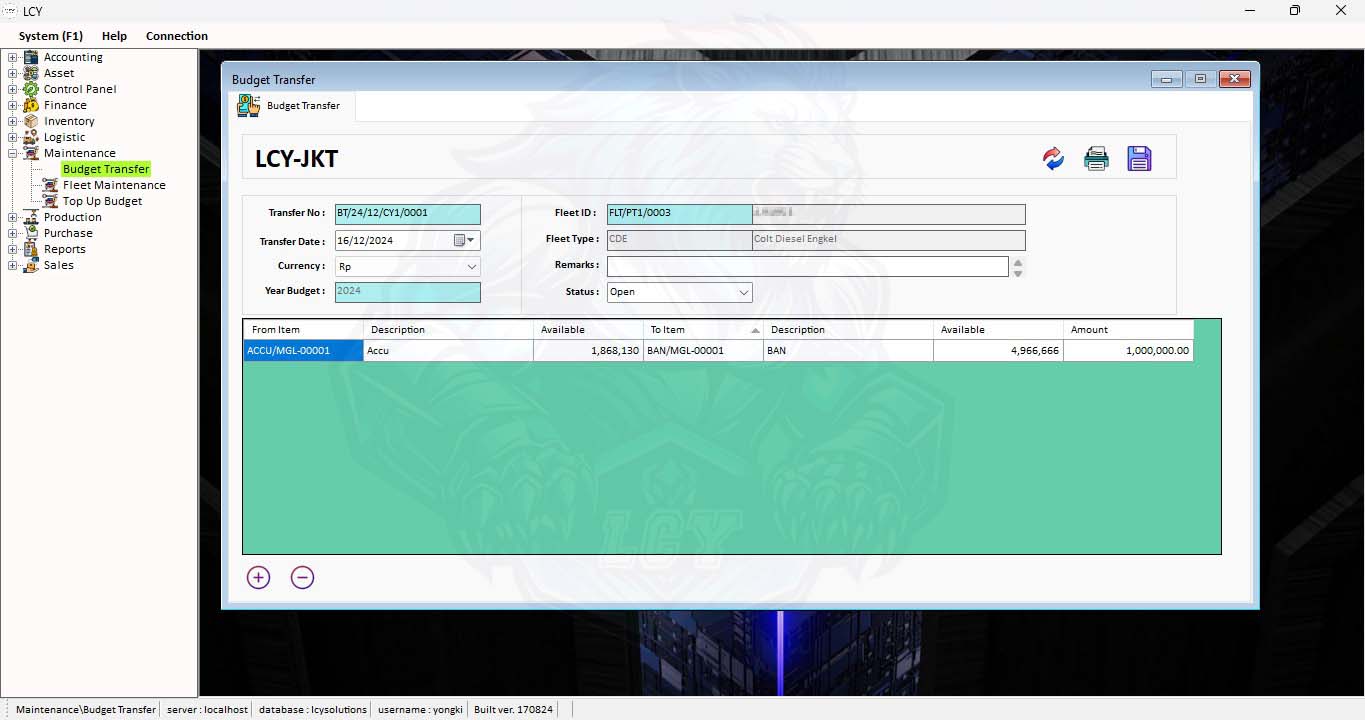 LCY
System (F1) Help Connection
Accounting
Asset
Control Panel
Finance
Inventory
Logistic
Maintenance
Budget Transfer
Fleet Maintenance
Top Up Budget
Production
Purchase
Reports
Sales
Budget Transfer
Budget Transfer
LCY-JKT
Transfer No : BT/24/12/CY1/0001 Fleet ID : FLT/PT1/0003
Transfer Date : 16/12/2024 Fleet Type : CDE Colt Diesel Engkel
Currency : Rp Remarks :
Year Budget : 2024 Status : Open
From Item Description Available To Item Description Available Amount
ACCU/MGL-00001 Accu 1,868,130 BAN/MGL-00001 BAN 4,966,666 1,000,000.00
LCY
Maintenance\Budget Transfer server : localhost database : lcysolutions username : yongki Built ver. 170824